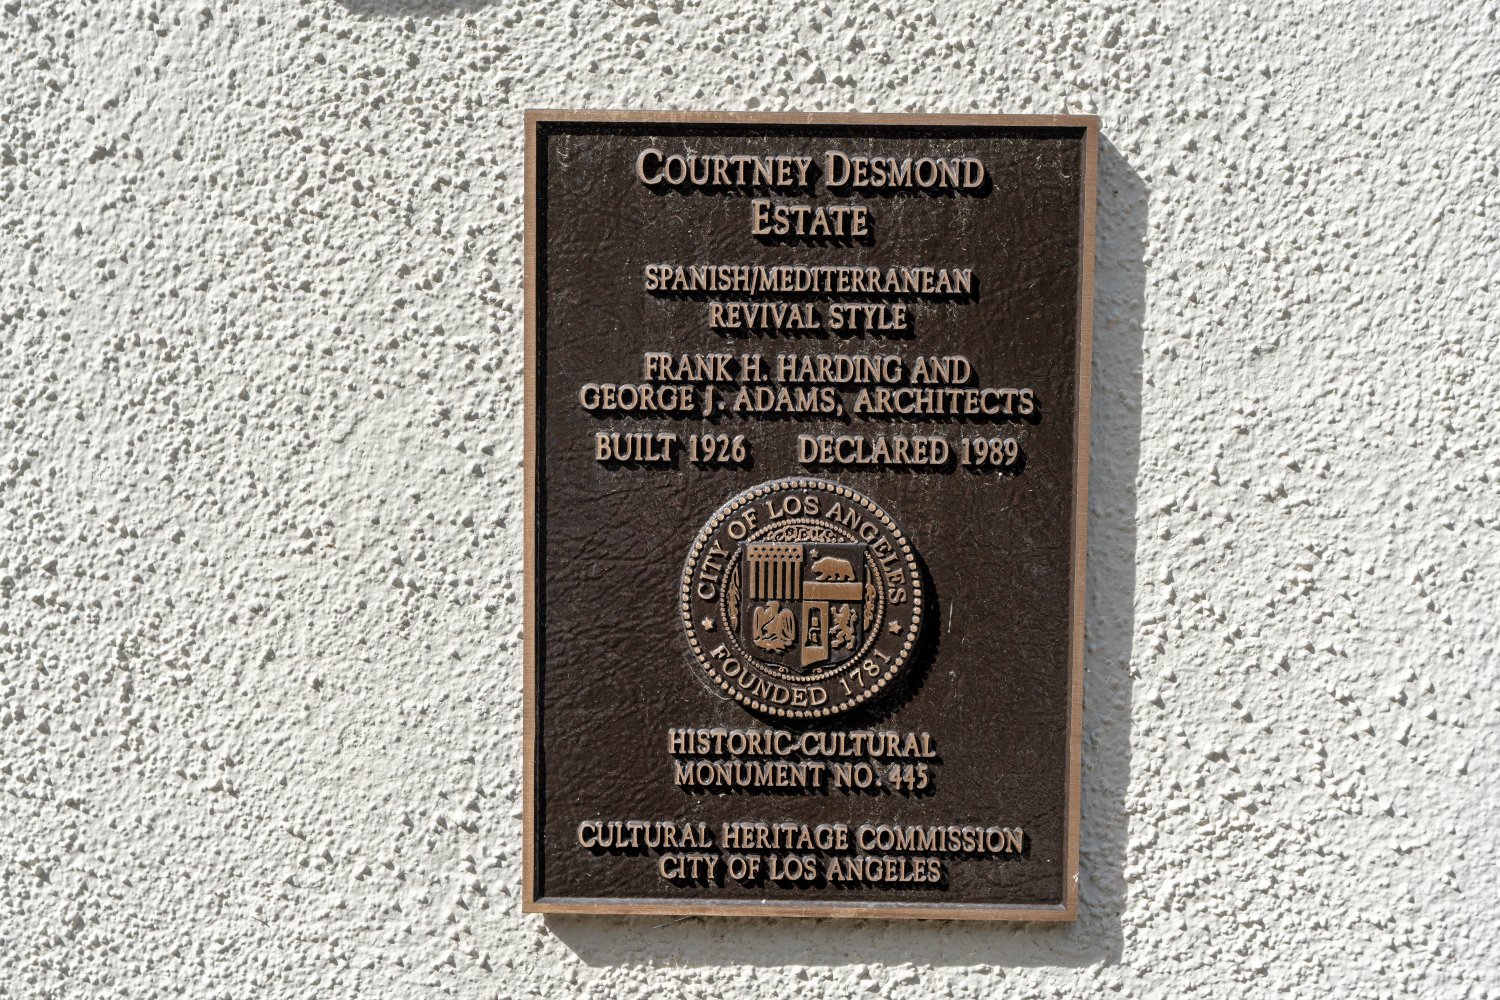 COURTNEY DESMOND
ESTATE
SPANISH/MEDITERRANEAN
REVIVAL STYLE
FRANK H. HARDING AND
GEORGE J. ADAMS, ARCHITECTS
BUILT 1926 DECLARED 1989
CITY OF LOS ANGELES
FOUNDED 1781
HISTORIC-CULTURAL
MONUMENT NO. 445
CULTURAL HERITAGE COMMISSION
CITY OF LOS ANGELES